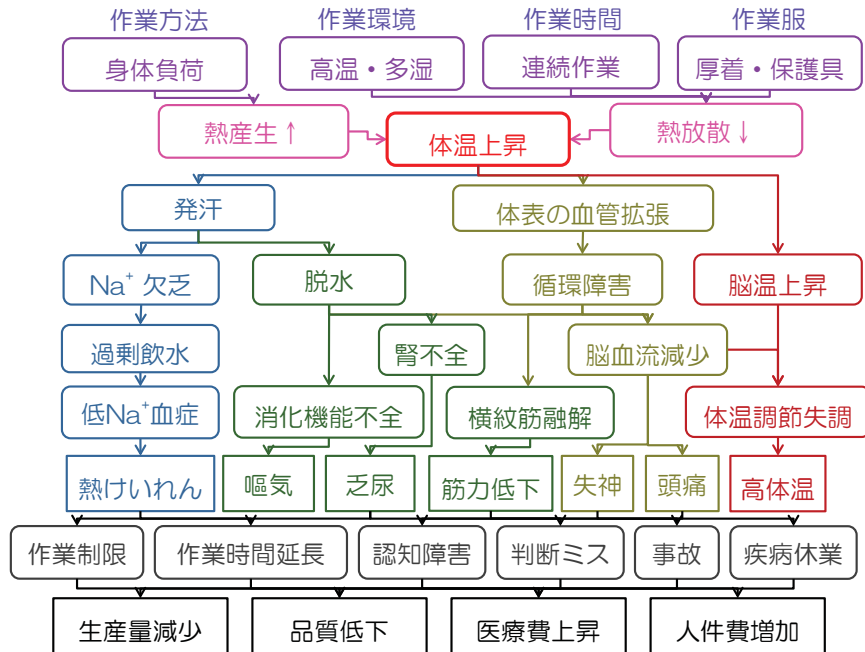 作業方法
作業環境
作業時間
作業服
身体負荷
高温・多湿
連続作業
厚着・保護具
熱産生↑
体温上昇
熱放散↓
発汗
体表の血管拡張
Na⁺ 欠乏
脱水
循環障害
脳温上昇
過剰飲水
腎不全
脳血流減少
低Na⁺血症
消化機能不全
横紋筋融解
体温調節失調
熱けいれん
嘔気
乏尿
筋力低下
失神
頭痛
高体温
作業制限
作業時間延長
認知障害
判断ミス
事故
疾病休業
生産量減少
品質低下
医療費上昇
人件費増加